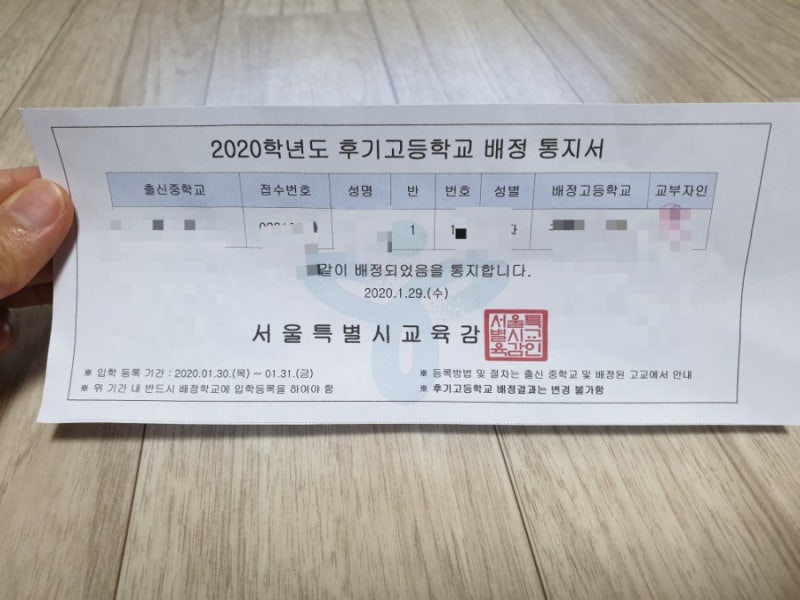 2020학년도 후기고등학교 배정 통지서
출신중학교 접수번호 성명 반 번호 성별 배정고등학교 교부자인
1
같이 배정되었음을 통지합니다.
2020.1.29.(수)
서울특별시교육감
서울특별시교육감인
※ 입학 등록 기간 : 2020.01.30.(목) ~ 01.31.(금)
※ 등록방법 및 절차는 출신 중학교 및 배정된 고교에서 안내
※ 위 기간 내 반드시 배정학교에 입학등록을 하여야 함
※ 후기고등학교 배정결과는 변경 불가함